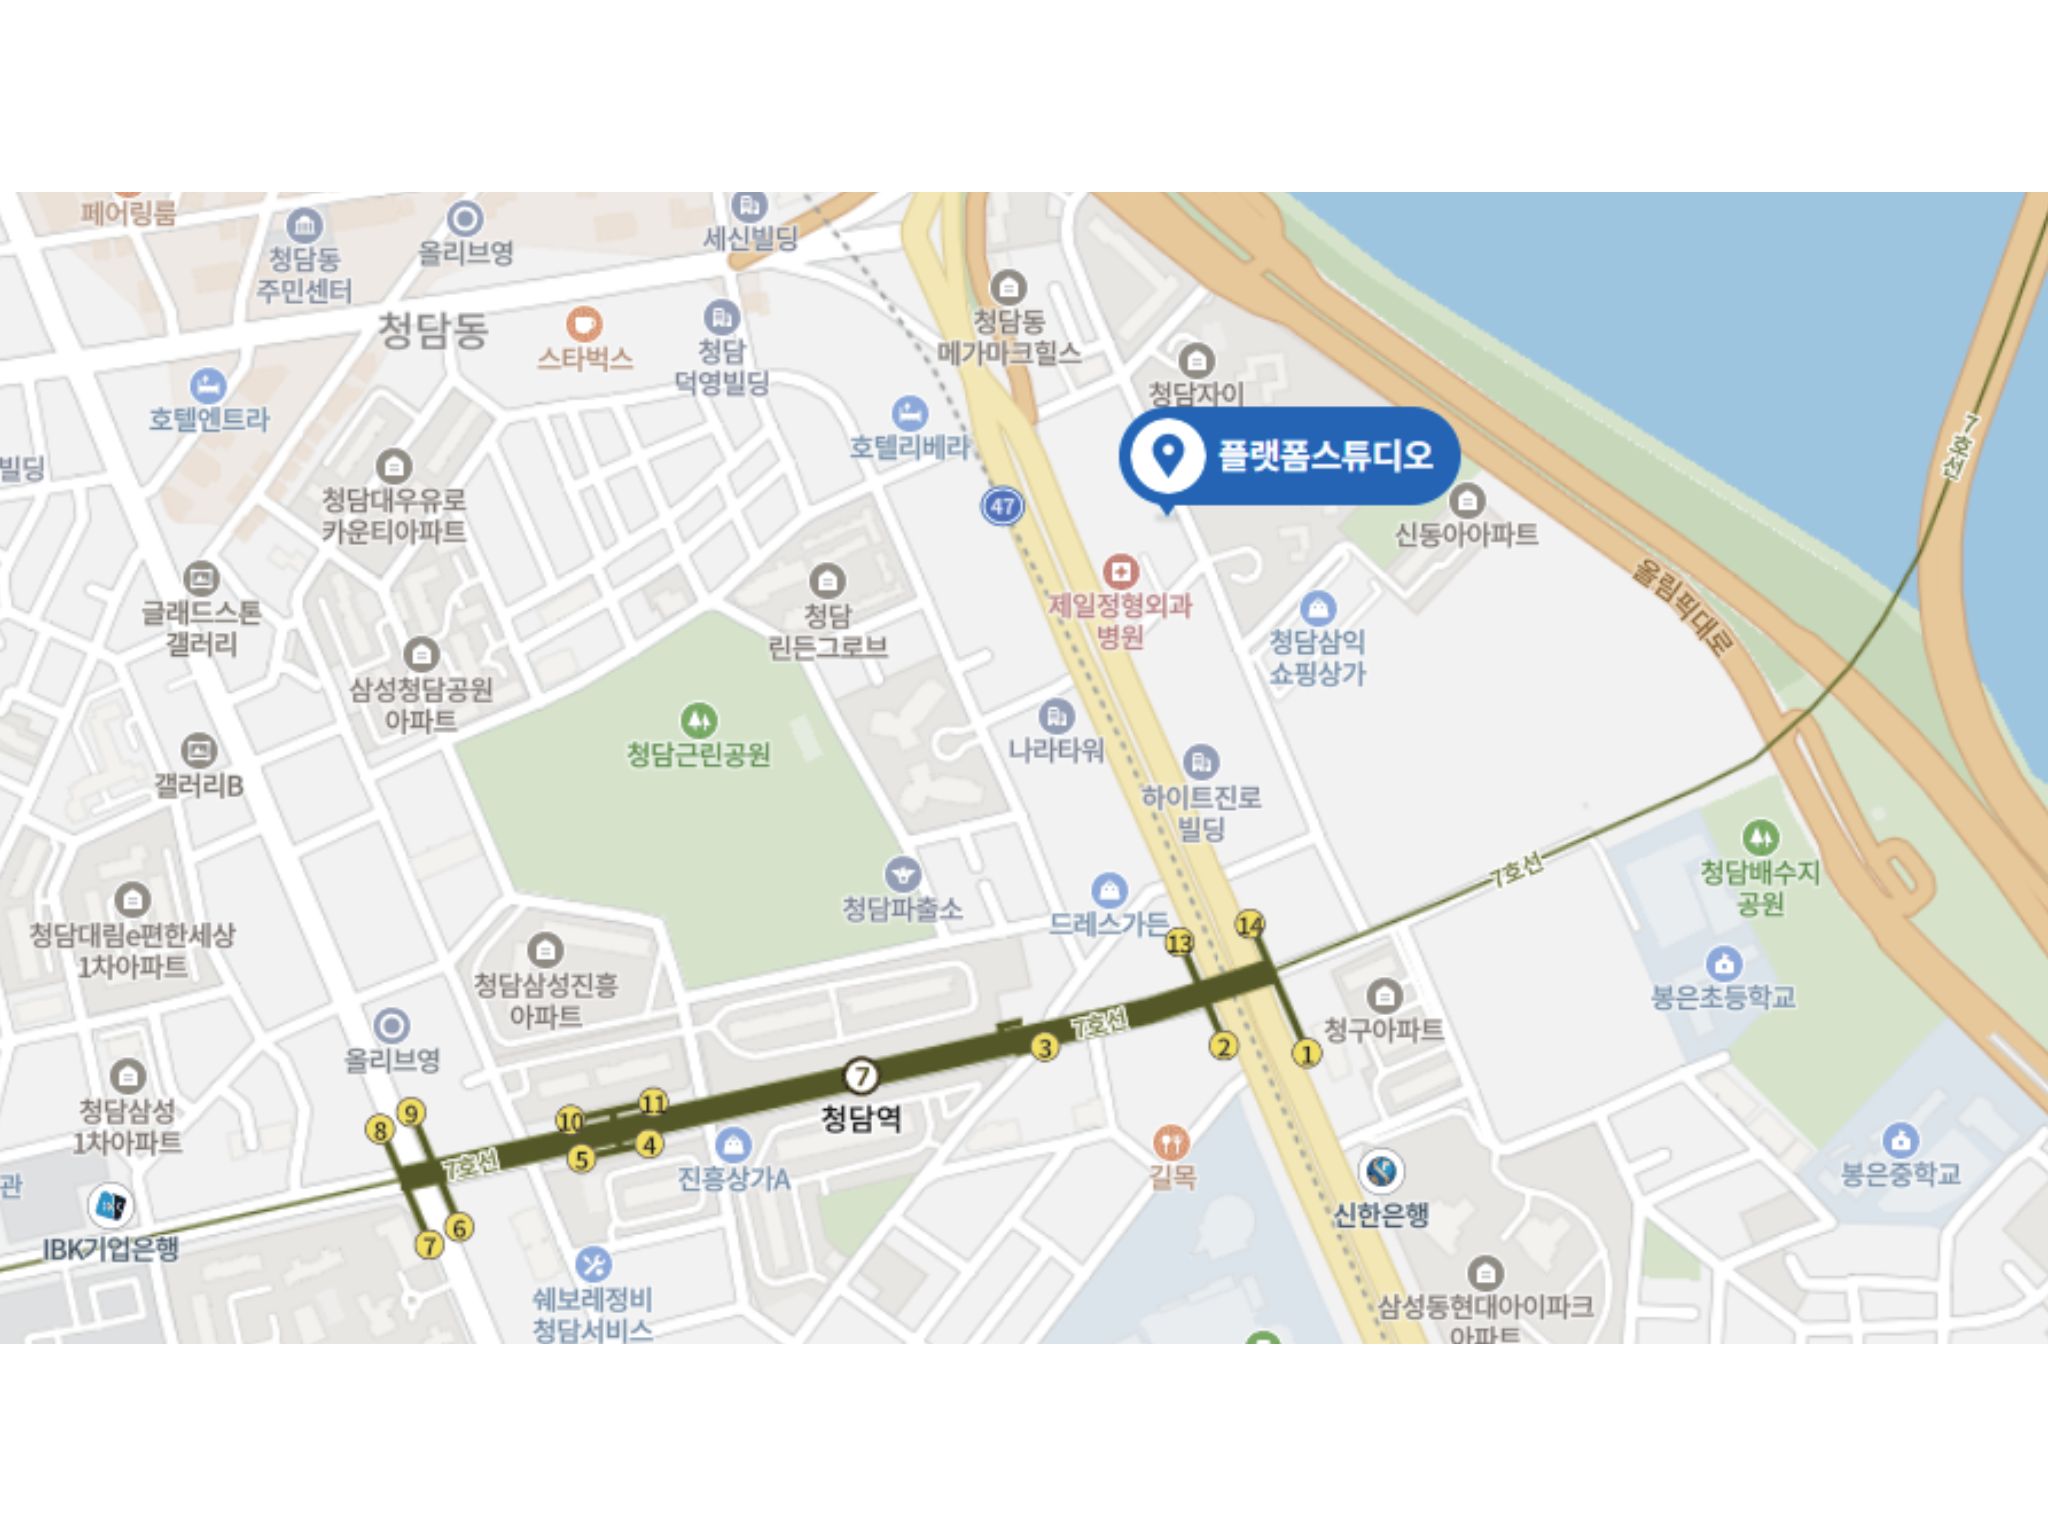 페어링룸
청담동
주민센터
올리브영
세신빌딩
청담동
스타벅스
청담
덕영빌딩
청담동
메가마크힐스
청담자이
호텔엔트라
호텔리베라
플랫폼스튜디오
빌딩
청담대우유로
카운티아파트
47
신동아아파트
7호선
올림픽대로
글래드스톤
갤러리
청담
린든그로브
제일정형외과
병원
청담삼익
쇼핑상가
삼성청담공원
아파트
청담근린공원
나라타워
갤러리B
하이트진로
빌딩
7호선
청담배수지
공원
청담대림e편한세상
1차아파트
청담파출소
드레스가든
13
14
청담삼성진흥
아파트
봉은초등학교
올리브영
7호선
3
2
1
청구아파트
7
청담역
청담삼성
1차아파트
8
9
10
11
5
4
7호선
진흥상가A
길목
봉은중학교
관
IBK기업은행
7
6
신한은행
쉐보레정비
청담서비스
삼성동현대아이파크
아파트